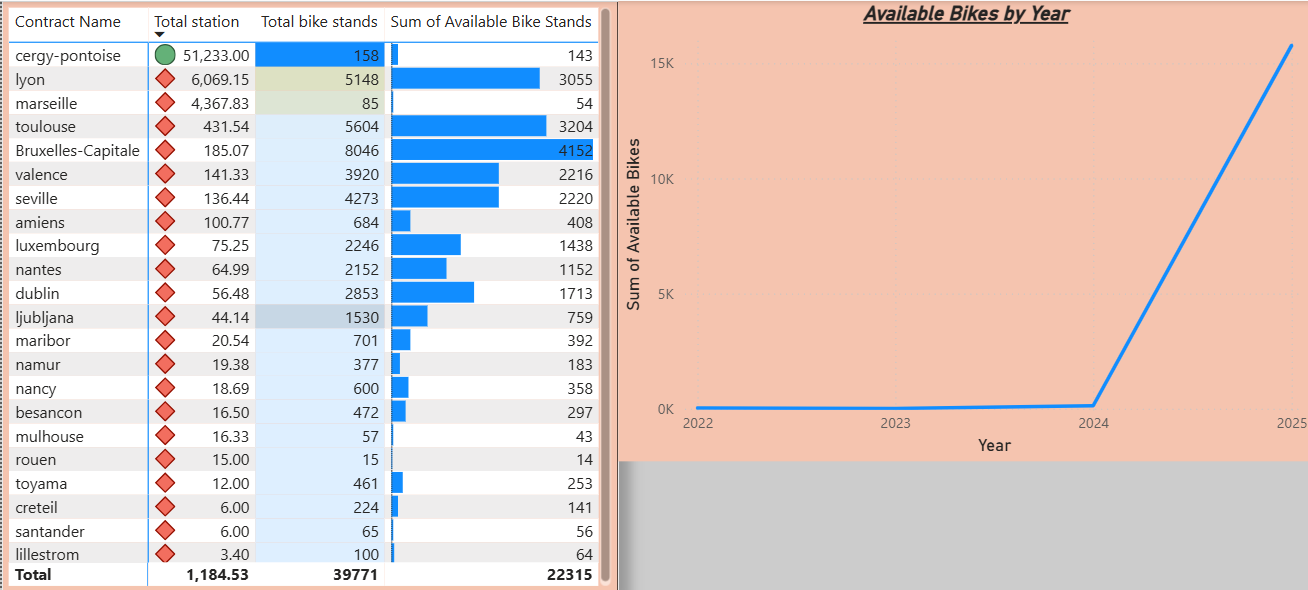 Contract Name Total station Total bike stands Sum of Available Bike Stands
cergy-pontoise 51,233.00 158 143
lyon 6,069.15 5148 3055
marseille 4,367.83 85 54
toulouse 431.54 5604 3204
Bruxelles-Capitale 185.07 8046 4152
valence 141.33 3920 2216
seville 136.44 4273 2220
amiens 100.77 684 408
luxembourg 75.25 2246 1438
nantes 64.99 2152 1152
dublin 56.48 2853 1713
ljubljana 44.14 1530 759
maribor 20.54 701 392
namur 19.38 377 183
nancy 18.69 600 358
besancon 16.50 472 297
mulhouse 16.33 57 43
rouen 15.00 15 14
toyama 12.00 461 253
creteil 6.00 224 141
santander 6.00 65 56
lillestrom 3.40 100 64
Total 1,184.53 39771 22315
Available Bikes by Year
Sum of Available Bikes
15K
10K
5K
0K
2022 2023 2024 2025
Year